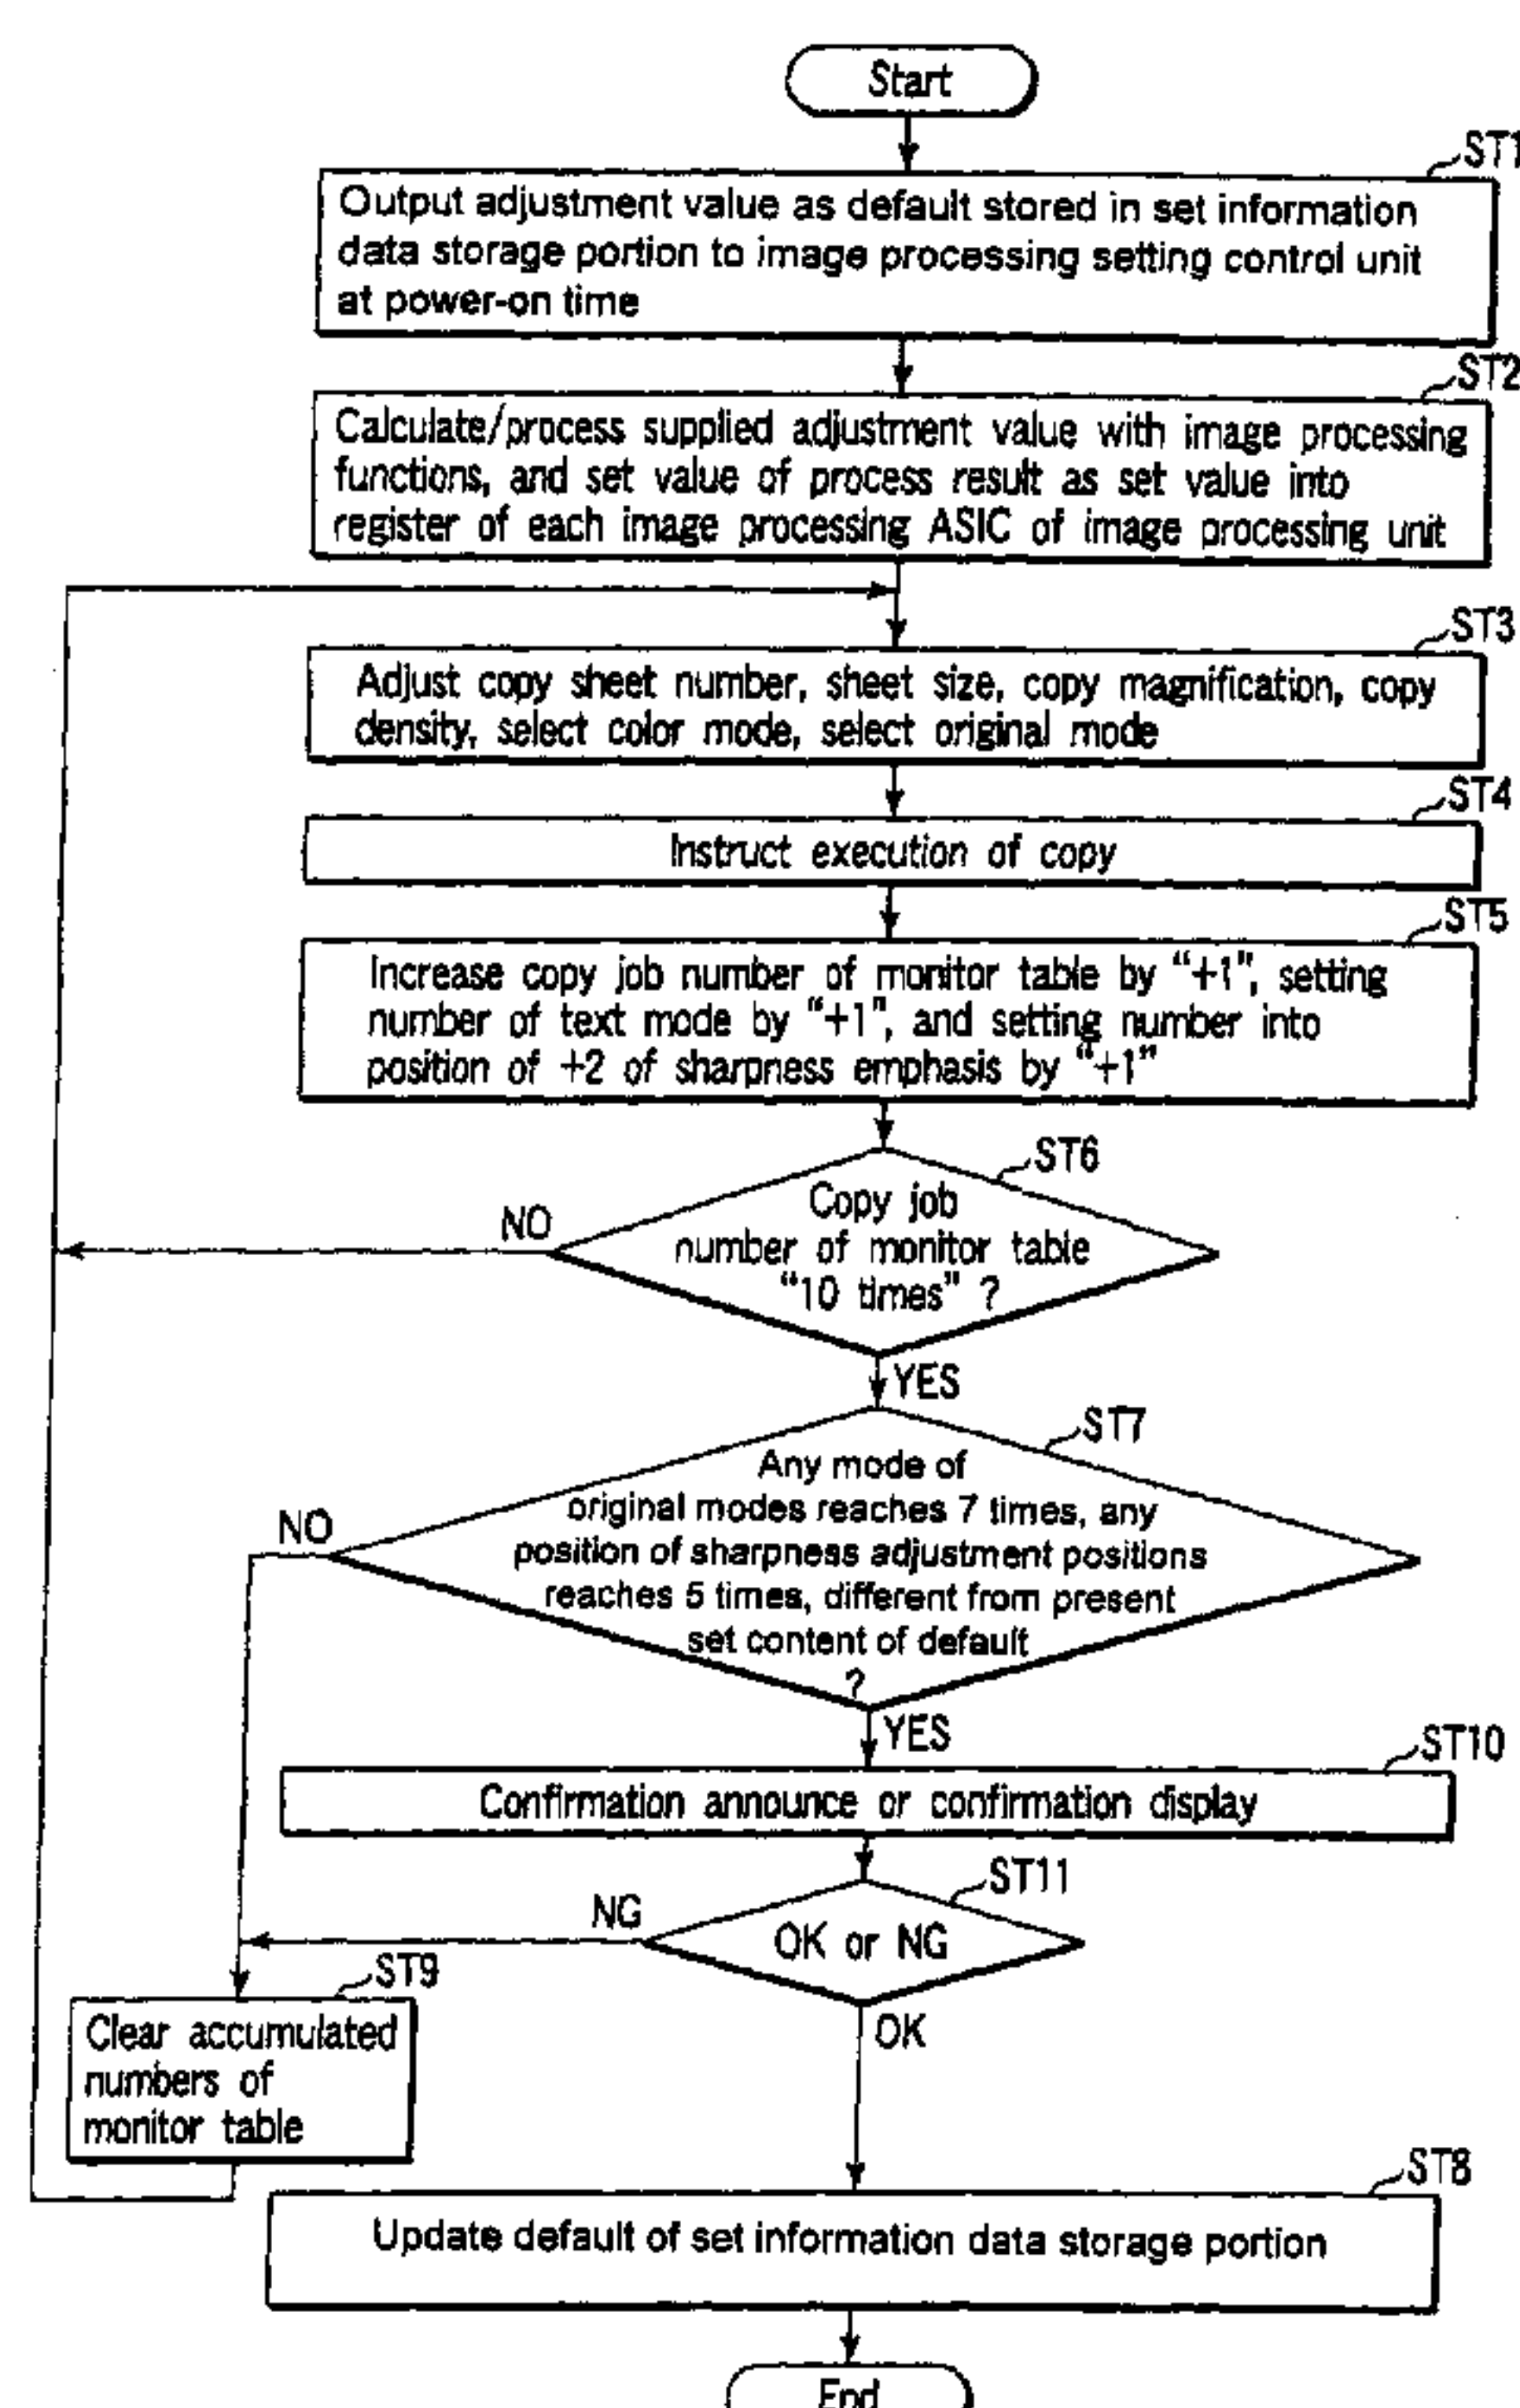 Start
ST1
Output adjustment value as default stored in set information
data storage portion to image processing setting control unit
at power-on time
ST2
Calculate/process supplied adjustment value with image processing
functions, and set value of process result as set value into
register of each image processing ASIC of image processing unit
ST3
Adjust copy sheet number, sheet size, copy magnification, copy
density, select color mode, select original mode
ST4
Instruct execution of copy
ST5
Increase copy job number of monitor table by “+1”, setting
number of text mode by “+1”, and setting number into
position of +2 of sharpness emphasis by “+1”
ST6
Copy job
number of monitor table
“10 times” ?
NO
YES
ST7
Any mode of
original modes reaches 7 times, any
position of sharpness adjustment positions
reaches 5 times, different from present
set content of default
?
NO
YES
ST10
Confirmation announce or confirmation display
ST11
OK or NG
NG
OK
ST9
Clear accumulated
numbers of
monitor table
ST8
Update default of set information data storage portion
End